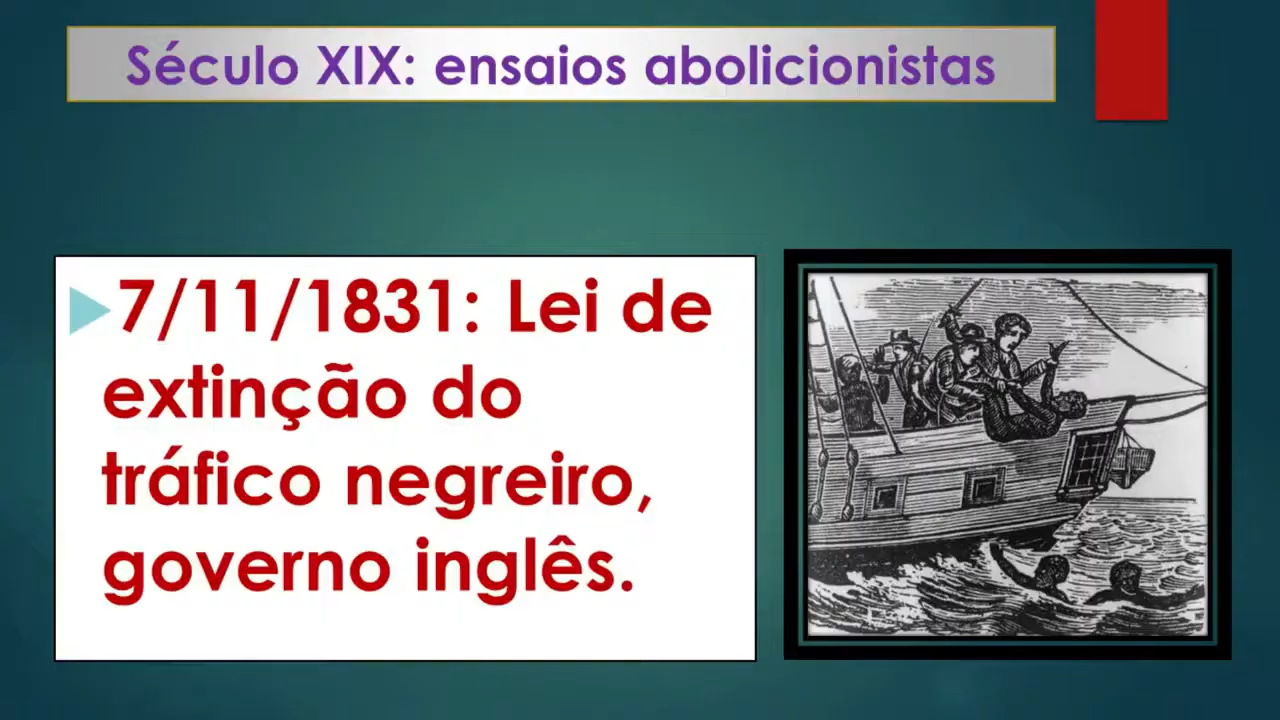 Século XIX: ensaios abolicionistas
7/11/1831: Lei de
extinção do
tráfico negreiro,
governo inglês.